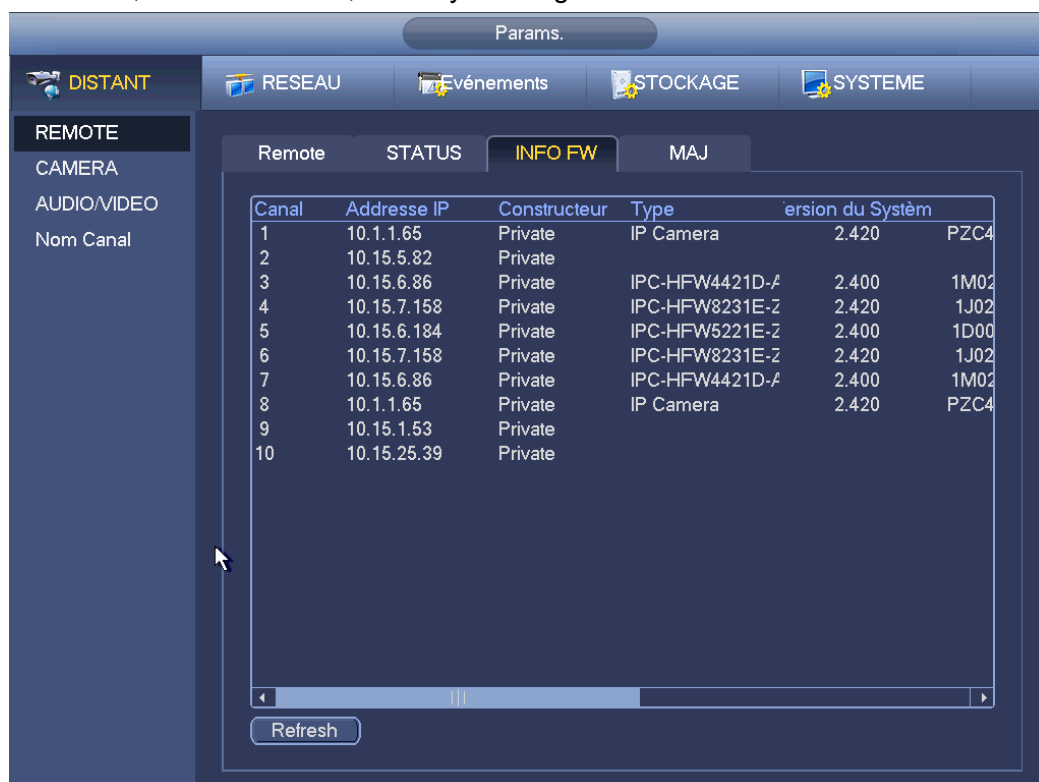 Params.
DISTANT RESEAU Evénements STOCKAGE SYSTEME
REMOTE
CAMERA
AUDIO/VIDEO
Nom Canal
Remote STATUS INFO FW MAJ
Canal Addresse IP Constructeur Type ersion du Systèm
1 10.1.1.65 Private IP Camera 2.420 PZC4
2 10.15.5.82 Private
3 10.15.6.86 Private IPC-HFW4421D-A 2.400 1M02
4 10.15.7.158 Private IPC-HFW8231E-Z 2.420 1J02
5 10.15.6.184 Private IPC-HFW5221E-Z 2.400 1D00
6 10.15.7.158 Private IPC-HFW8231E-Z 2.420 1J02
7 10.15.6.86 Private IPC-HFW4421D-A 2.400 1M02
8 10.1.1.65 Private IP Camera 2.420 PZC4
9 10.15.1.53 Private
10 10.15.25.39 Private
Refresh